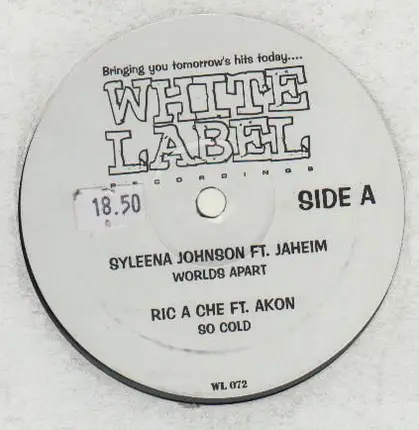 Bringing you tomorrow's hits today....
WHITE
LABEL
RECORDINGS
18.50
SIDE A
SYLEENA JOHNSON FT. JAHEIM
WORLDS APART
RIC A CHE FT. AKON
SO COLD
WL 072